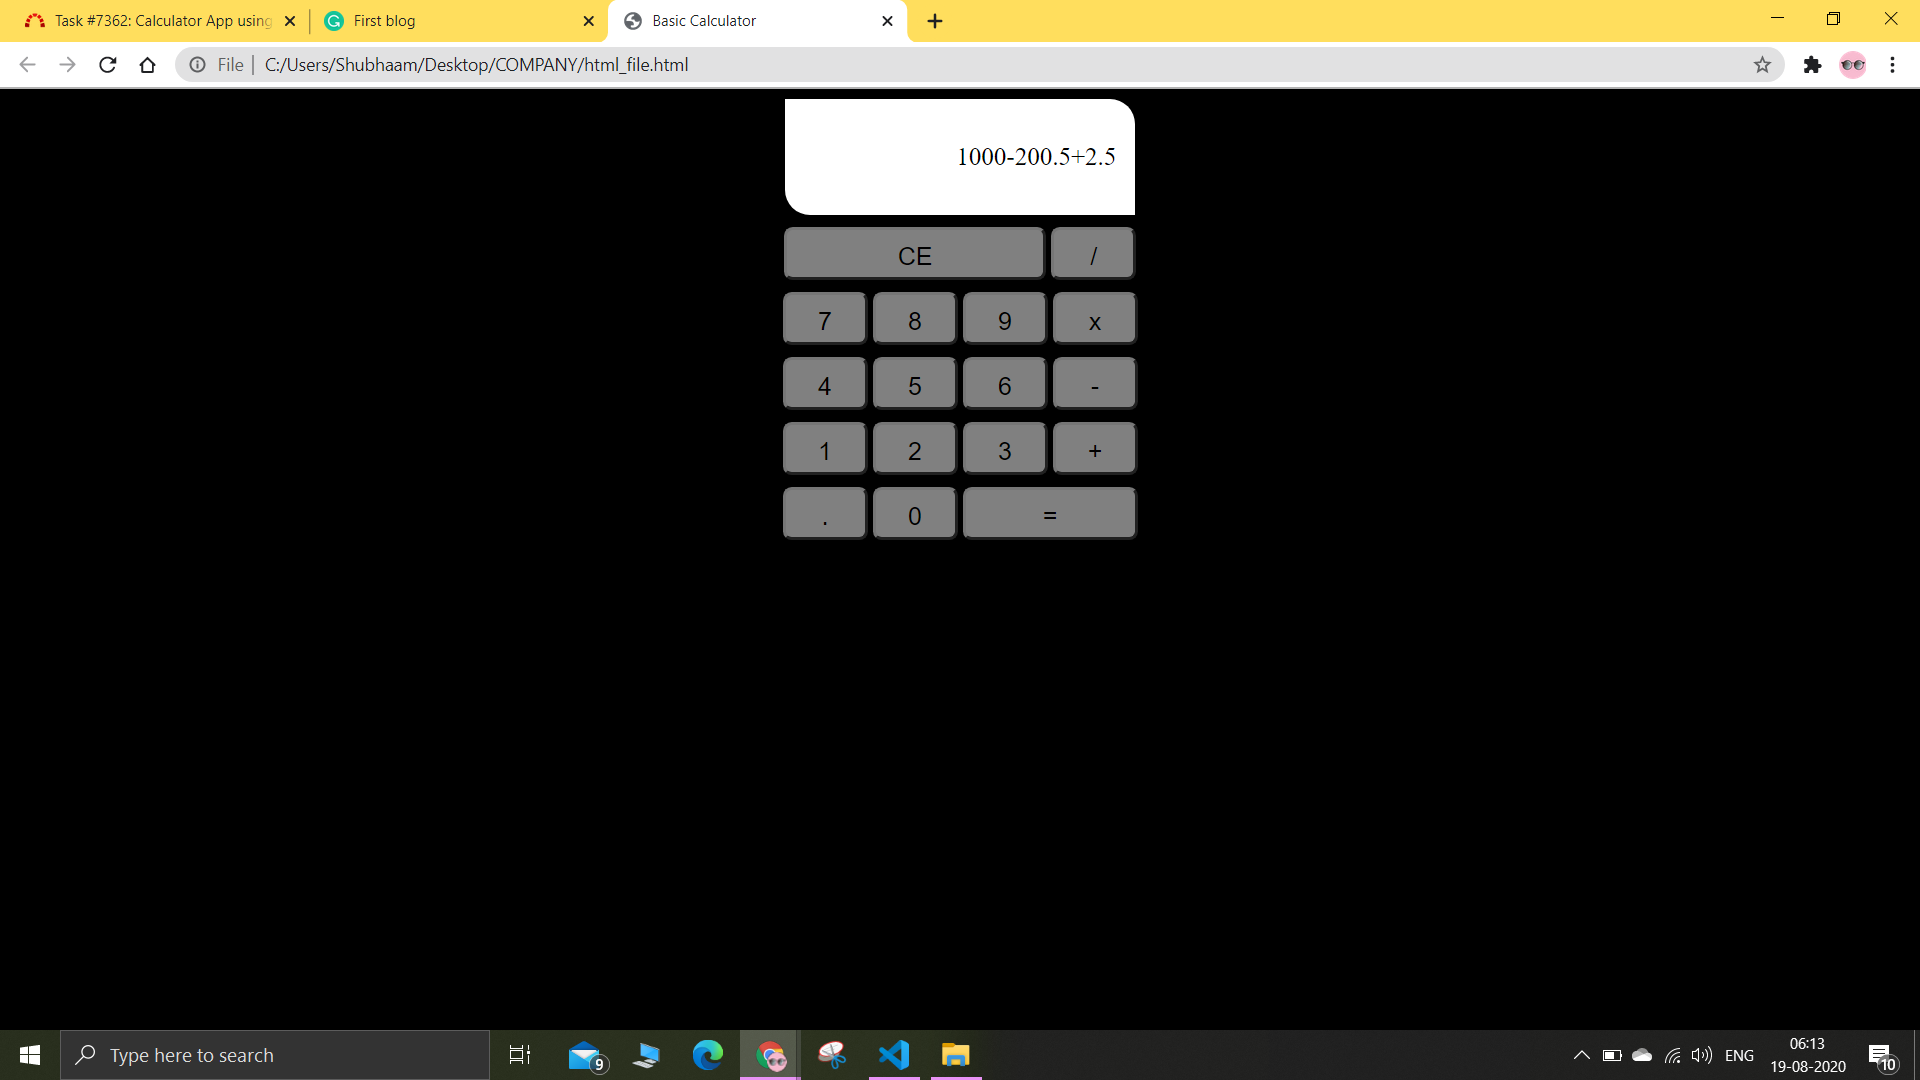 Task #7362: Calculator App using
First blog
Basic Calculator
File
C:/Users/Shubhaam/Desktop/COMPANY/html_file.html
1000-200.5+2.5
CE /
7 8 9 x
4 5 6 -
1 2 3 +
. 0 =
Type here to search
9
ENG
06:13
19-08-2020
10